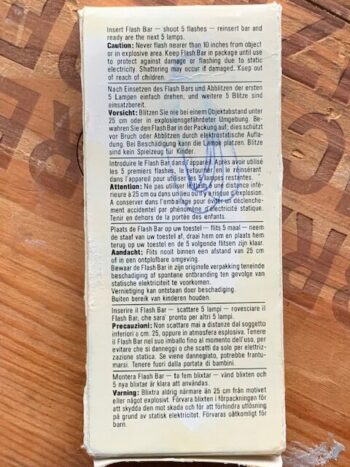 Insert Flash Bar — shoot 5 flashes — reinsert bar and
ready are the next 5 lamps.
Caution: Never flash nearer than 10 inches from object
or in explosive area. Keep Flash Bar in package until use
to protect against damage or flashing due to static
electricity. Shattering may occur if damaged. Keep out
of reach of children.
Nach Einsetzen des Flash Bars und Abblitzen der ersten
5 Lampen einfach drehen, und weitere 5 Blitze sind
einsatzbereit.
Vorsicht: Blitzen Sie nie bei einem Objektabstand unter
25 cm oder in explosionsgefährdeter Umgebung. Be-
wahren Sie den Flash Bar in der Packung auf; dies schützt
vor Bruch oder Abblitzen durch elektrostatische Aufla-
dung. Bei Beschädigung kann die Lampe splittern. Blitze
sind kein Spielzeug für Kinder.
Introduire le Flash Bar dans l'appareil. Après avoir utilisé
les 5 premiers flashes, le retourner en le réinsérant
dans l'appareil pour utiliser les 5 lampes restantes.
Attention: Ne pas utiliser à une distance infé-
rieure à 25 cm ou dans un lieu où il y a risque d'explosion.
A conserver dans l'emballage pour éviter un déclenche-
ment accidentel par phénomène d'électricité statique.
Tenir en dehors de la portée des enfants.
Plaats de Flash Bar op uw toestel — flits 5 maal — neem
de staaf van uw toestel af, draai hem om en plaats hem
terug op uw toestel en de 5 volgende flitsen zijn klaar.
Aandacht: Flits nooit binnen een afstand van 25 cm
of in een ontplofbare omgeving.
Bewaar de Flash Bar in zijn originele verpakking teneinde
beschadiging of spontane ontbranding ten gevolge van
statische elektriciteit te voorkomen.
Vernietiging kan ontstaan door beschadiging.
Buiten bereik van kinderen houden.
Inserire il Flash Bar — scattare 5 lampi — rovesciare il
Flash Bar, che sara' pronto per altri 5 lampi.
Precauzioni: Non scattare mai a distanza dal soggetto
inferiori a cm. 25, oppure in atmosfera esplosiva. Tenere
il Flash Bar nel suo imballo fino al momento dell'uso, per
evitare che si danneggi o che scatti da solo per elettriz-
zazione statica. Se viene danneggiato, potrebbe frantu-
marsi. Tenere fuori della portata di bambini.
Montera Flash Bar — ta fem blixtar — vänd blixten och
5 nya blixtar är klara att användas.
Varning: Blixtra aldrig närmare än 25 cm från motivet
eller något explosivt. Förvara blixten i förpackningen för
att skydda den mot skada och för att förhindra utlösning
på grund av statisk elektricitet. Förvaras oåtkomligt för
barn.